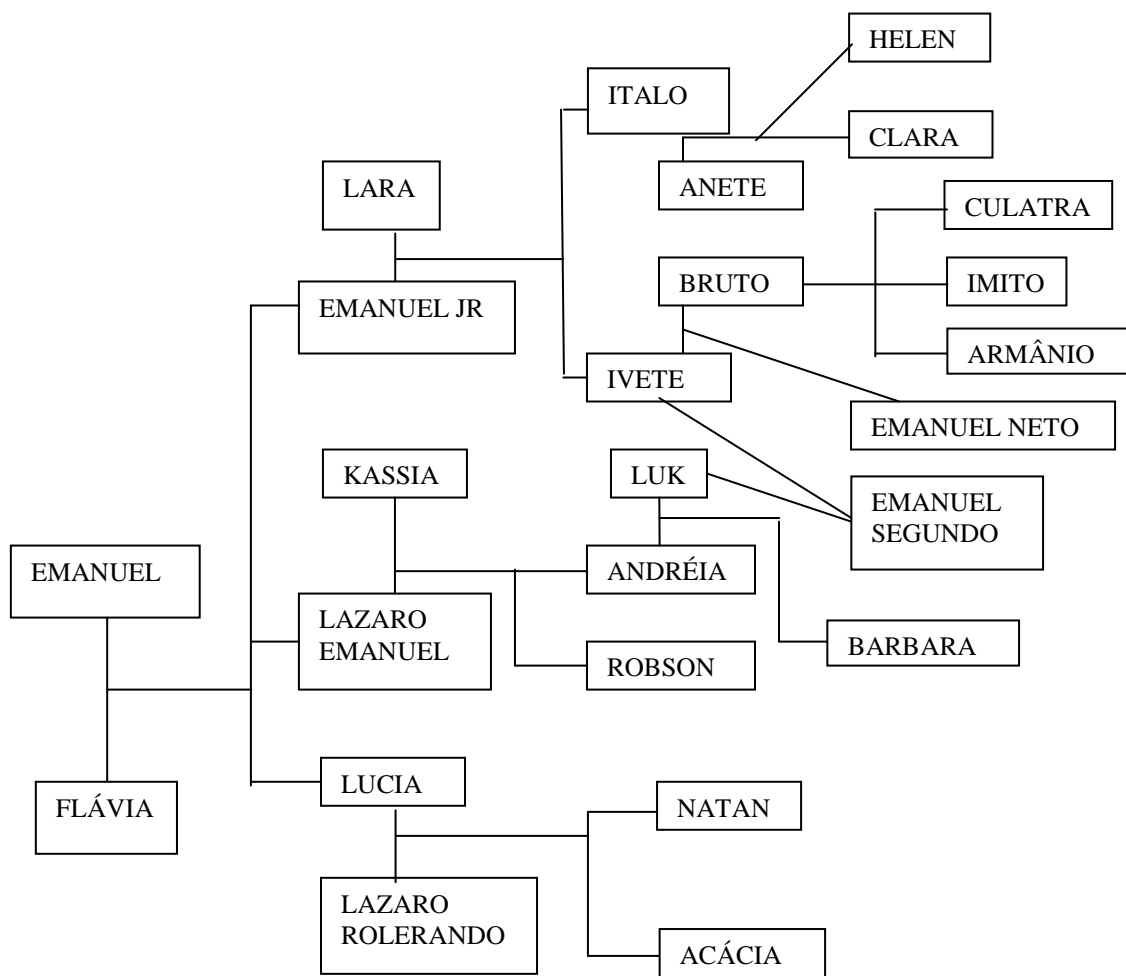 HELEN
ITALO
CLARA
LARA
ANETE
CULATRA
BRUTO
IMITO
EMANUEL JR
ARMÂNIO
IVETE
EMANUEL NETO
KASSIA
LUK
EMANUEL
SEGUNDO
EMANUEL
ANDRÉIA
LAZARO
EMANUEL
BARBARA
ROBSON
LUCIA
FLÁVIA
NATAN
LAZARO
ROLERANDO
ACÁCIA